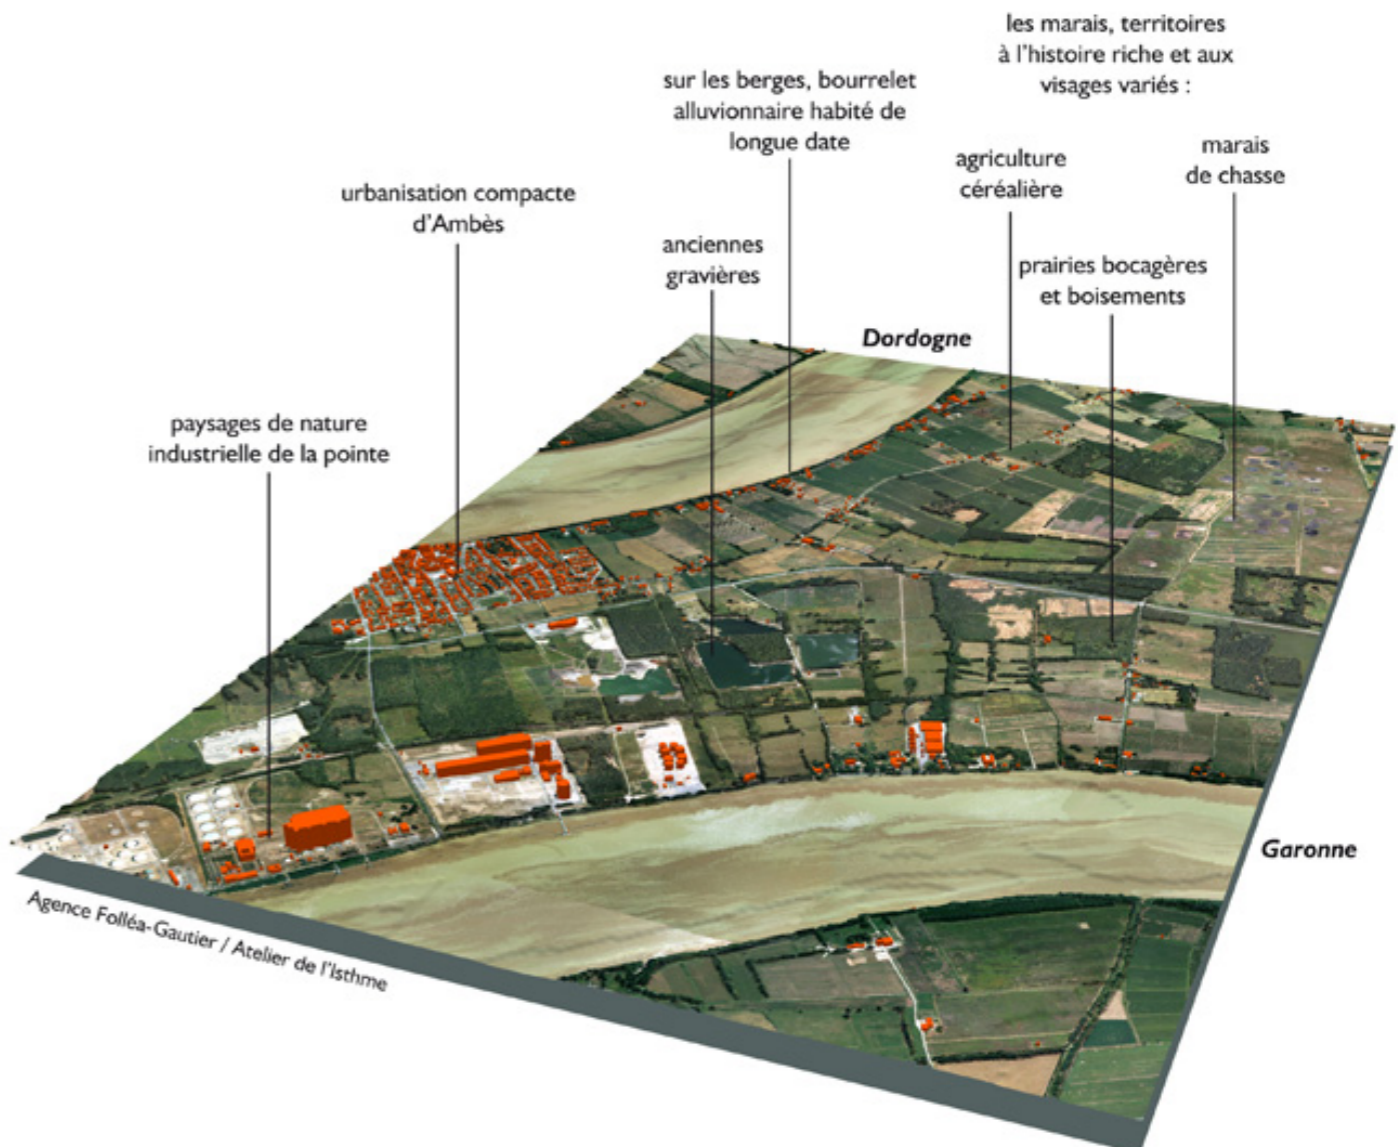 les marais, territoires
à l'histoire riche et aux
visages variés :
sur les berges, bourrelet
alluvionnaire habité de
longue date
agriculture
céréalière
marais
de chasse
urbanisation compacte
d'Ambès
anciennes
gravières
prairies bocagères
et boisements
Dordogne
paysages de nature
industrielle de la pointe
Garonne
Agence Folléa-Gautier / Atelier de l'Isthme